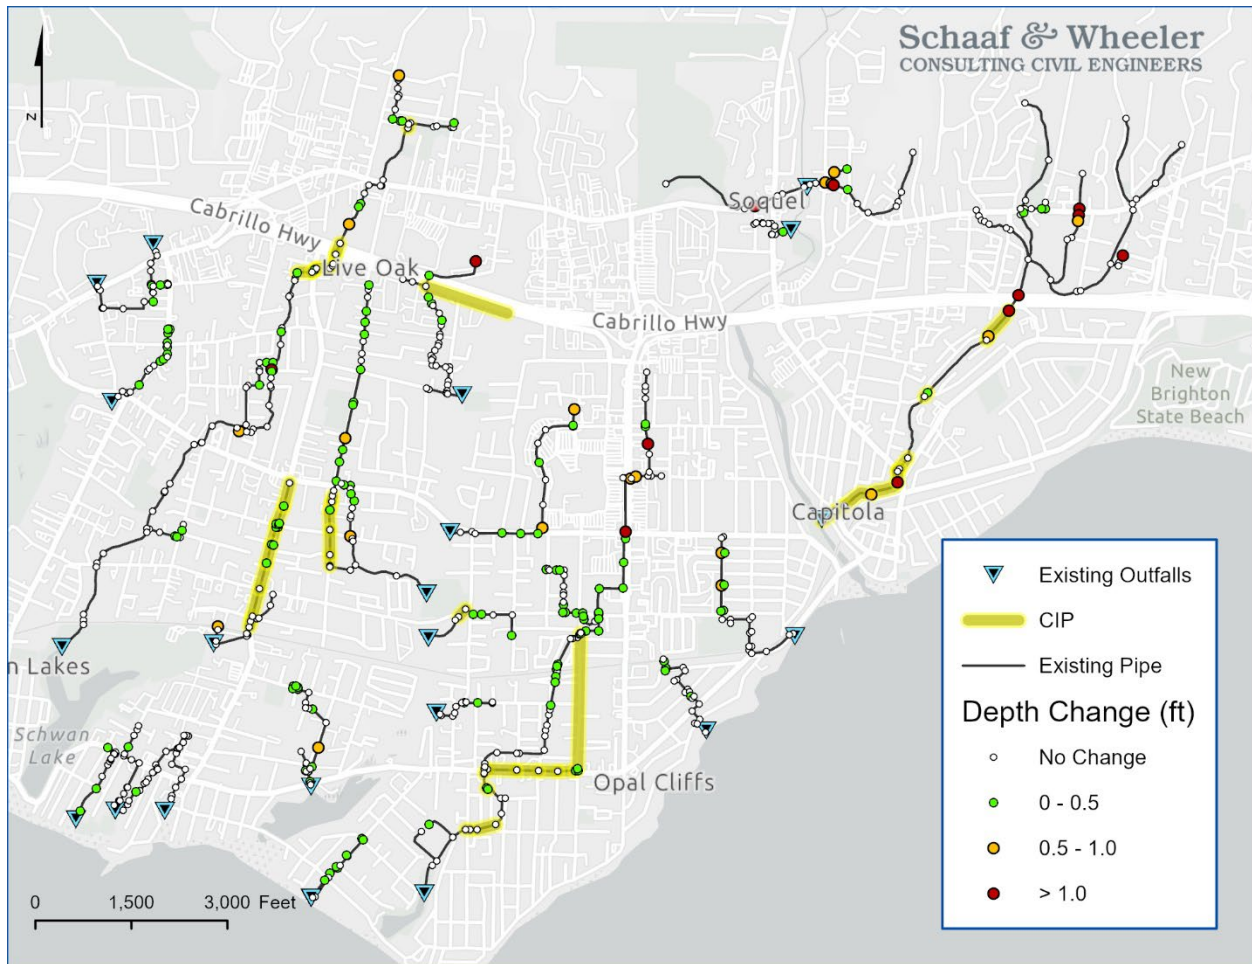 Schaaf & Wheeler
CONSULTING CIVIL ENGINEERS
N
Cabrillo Hwy
Soquel
Live Oak
Cabrillo Hwy
New
Brighton
State Beach
Capitola
n Lakes
Schwan
Lake
Opal Cliffs
Existing Outfalls
CIP
Existing Pipe
Depth Change (ft)
No Change
0 - 0.5
0.5 - 1.0
> 1.0
0 1,500 3,000 Feet